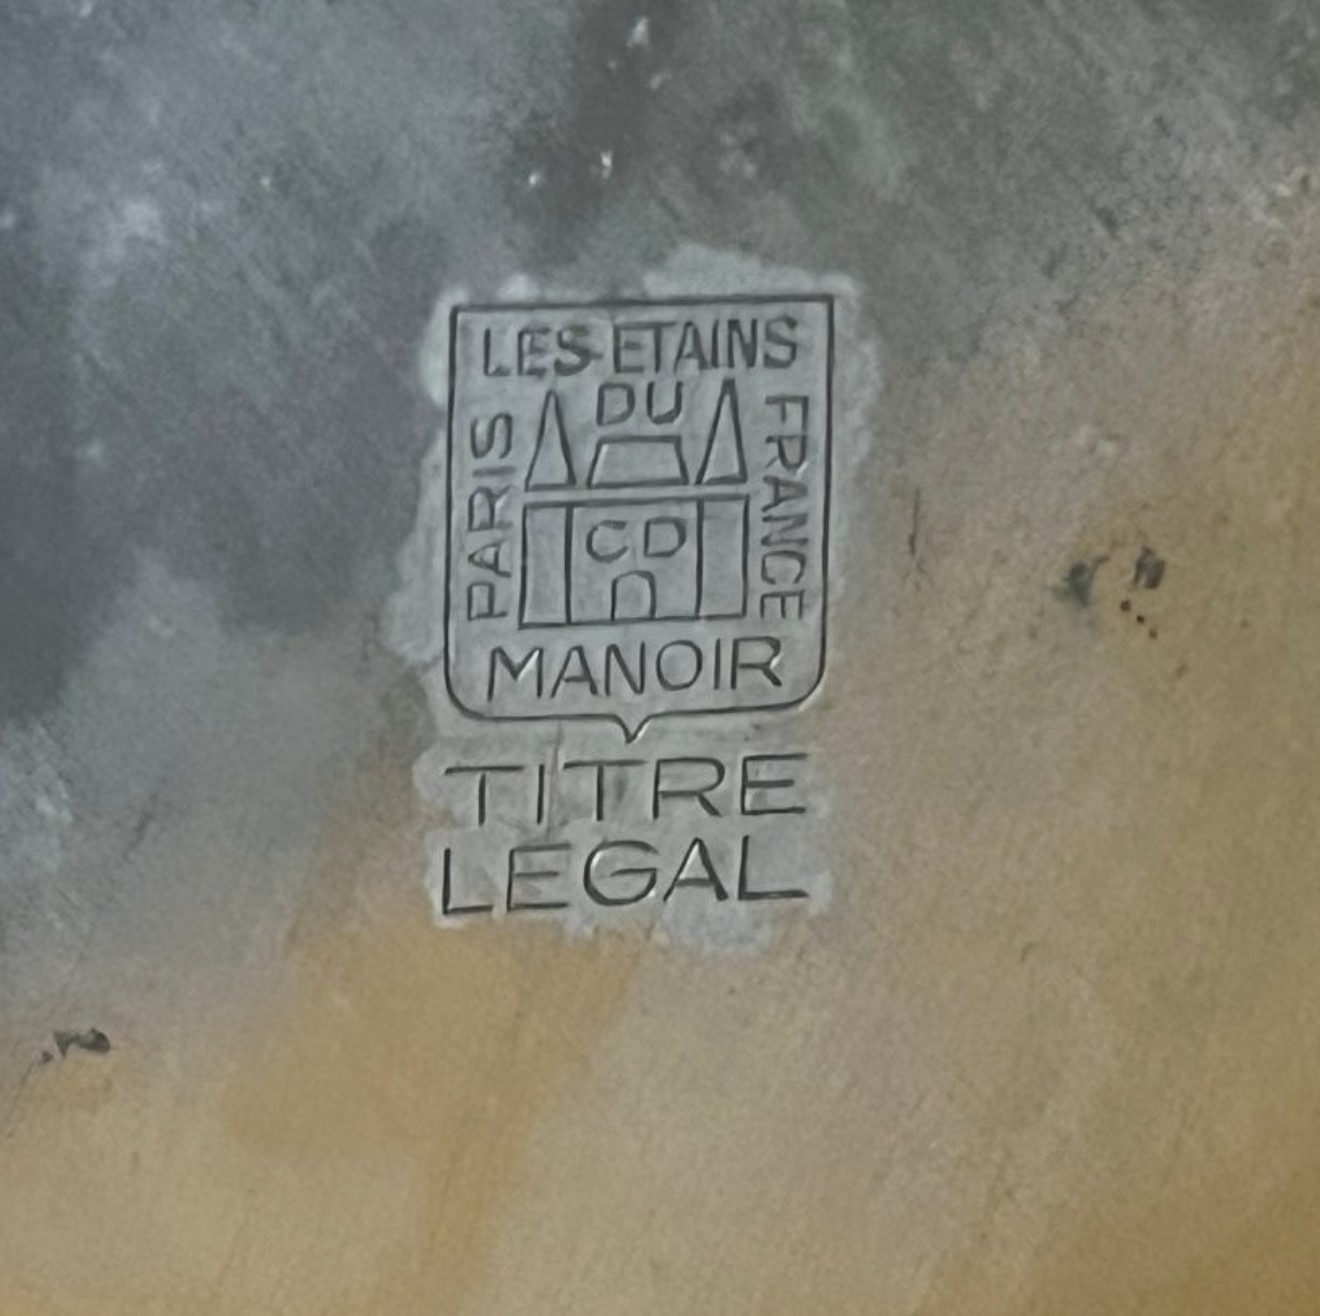 LES ETAINS
DU
PARIS
FRANCE
CD
MANOIR
TITRE
LEGAL